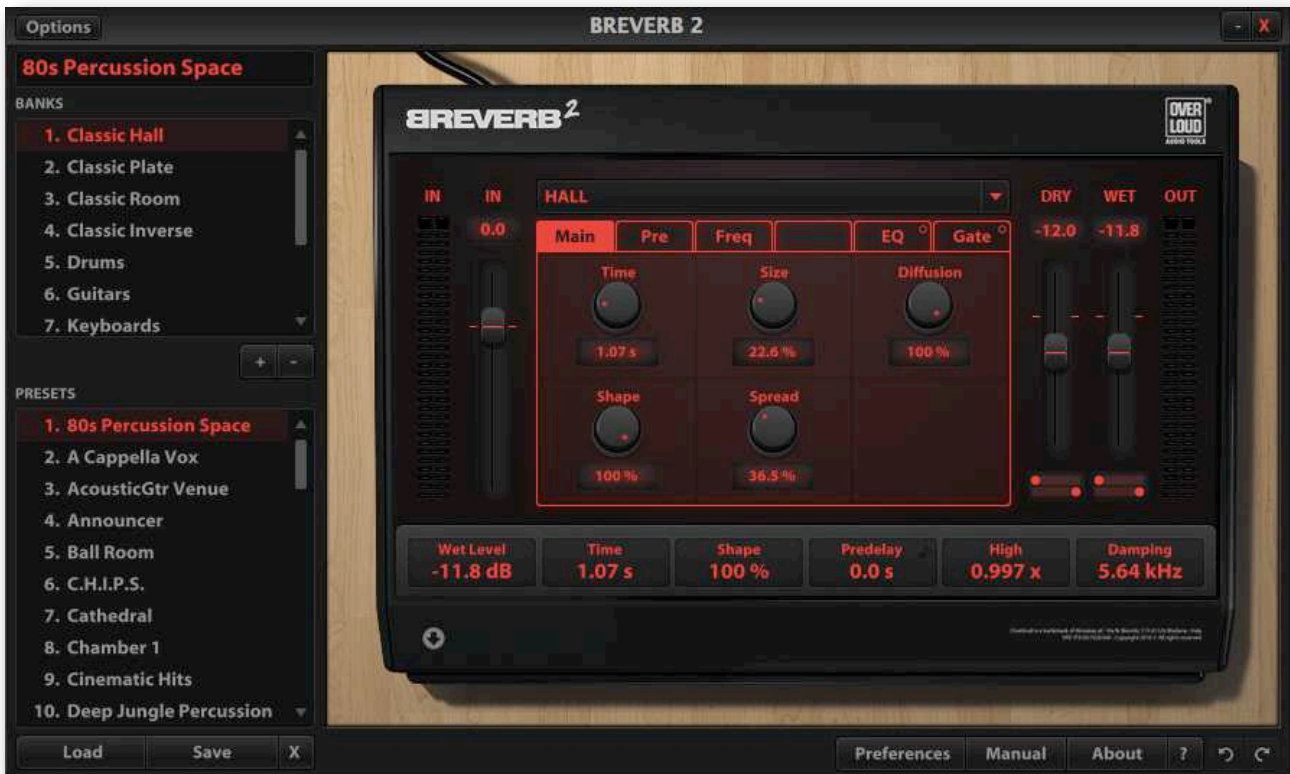 Options
BREVERB 2
- X
80s Percussion Space
BANKS
1. Classic Hall
2. Classic Plate
3. Classic Room
4. Classic Inverse
5. Drums
6. Guitars
7. Keyboards
+ -
PRESETS
1. 80s Percussion Space
2. A Cappella Vox
3. AcousticGtr Venue
4. Announcer
5. Ball Room
6. C.H.I.P.S.
7. Cathedral
8. Chamber 1
9. Cinematic Hits
10. Deep Jungle Percussion
Load Save X
BREVERB 2
OVER
LOUD
AUDIO TOOLS
IN IN HALL DRY WET OUT
0.0 -12.0 -11.8
Main Pre Freq EQ Gate
Time Size Diffusion
1.07 s 22.6 % 100 %
Shape Spread
100 % 36.5 %
Wet Level Time Shape Predelay High Damping
-11.8 dB 1.07 s 100 % 0.0 s 0.997 x 5.64 kHz
Preferences Manual About ?